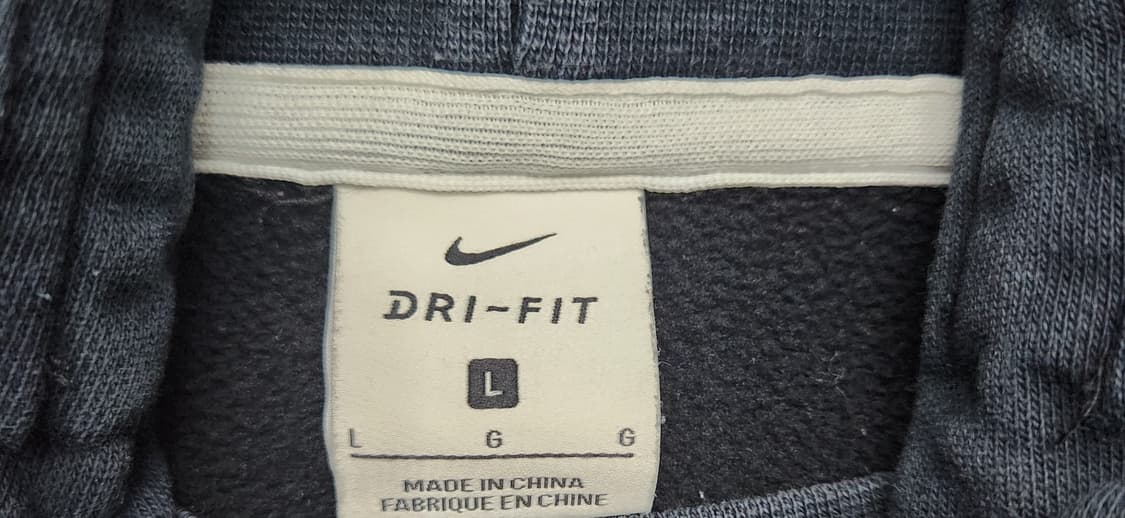 DRI-FIT
L
L G G
MADE IN CHINA
FABRIQUE EN CHINE